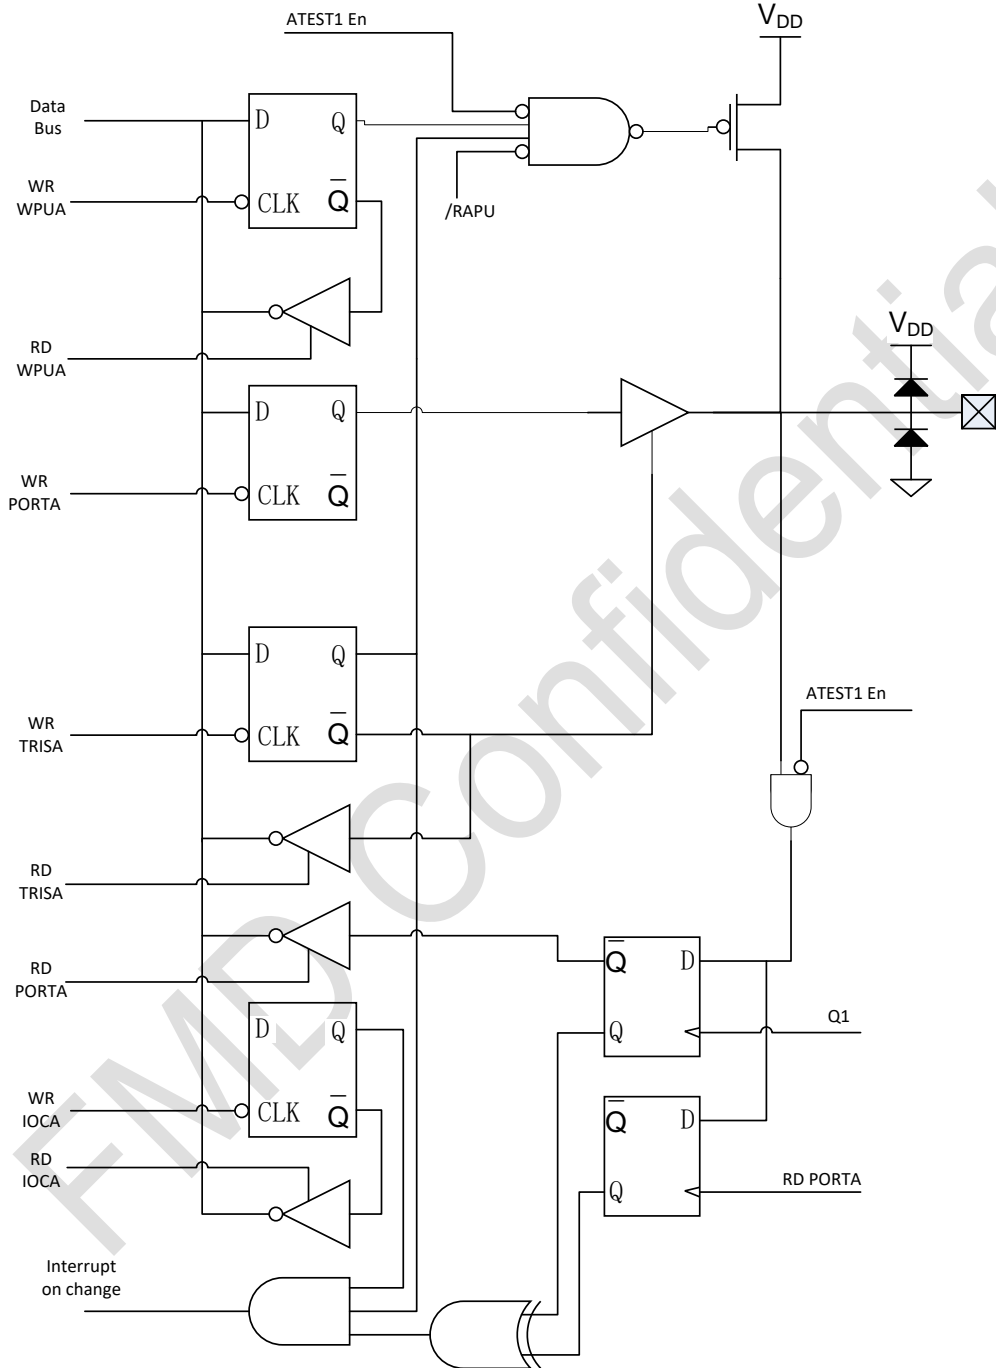 ATEST1 En
VDD
Data
Bus
D
Q
WR
WPUA
CLK
Q
/RAPU
RD
WPUA
VDD
D
Q
WR
PORTA
CLK
Q
D
Q
ATEST1 En
WR
TRISA
CLK
Q
RD
TRISA
Q
D
RD
PORTA
Q
Q1
D
Q
WR
IOCA
CLK
Q
Q
D
RD
IOCA
Q
RD PORTA
Interrupt
on change
FMD Confidential